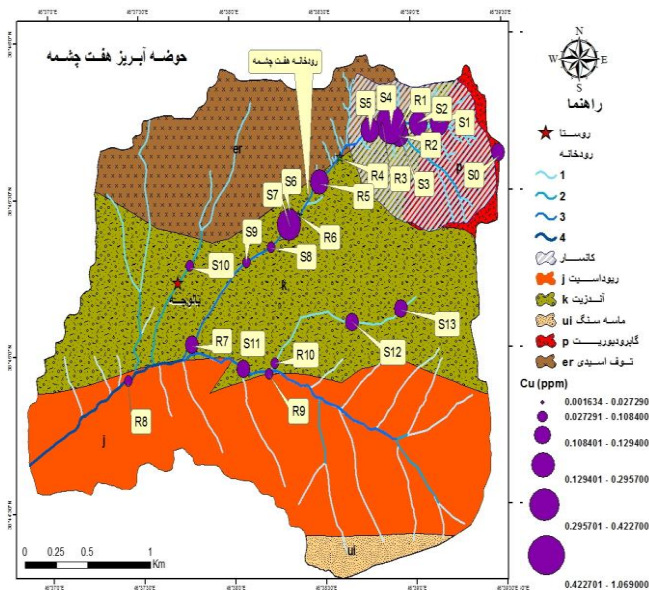 حوضه آبریز هفت چشمه
رودخانه هفت چشمه
N
W E
S
راهنما
روستا
رودخانه
1
2
3
4
کانسار
ریوداسیت j
آندزیت k
ماسه سنگ ui
گابرودیوریت p
توف اسیدی er
Cu (ppm)
0.001634 - 0.027290
0.027291 - 0.108400
0.108401 - 0.129400
0.129401 - 0.295700
0.295701 - 0.422700
0.422701 - 1.069000
S5
S4
R1
S2
S1
R2
S0
p
er
R4
R3
S3
R5
S6
S7
R6
S9
S8
S10
k
S13
S12
R7
S11
R10
R9
R8
j
ui
0 0.25 0.5 1
Km